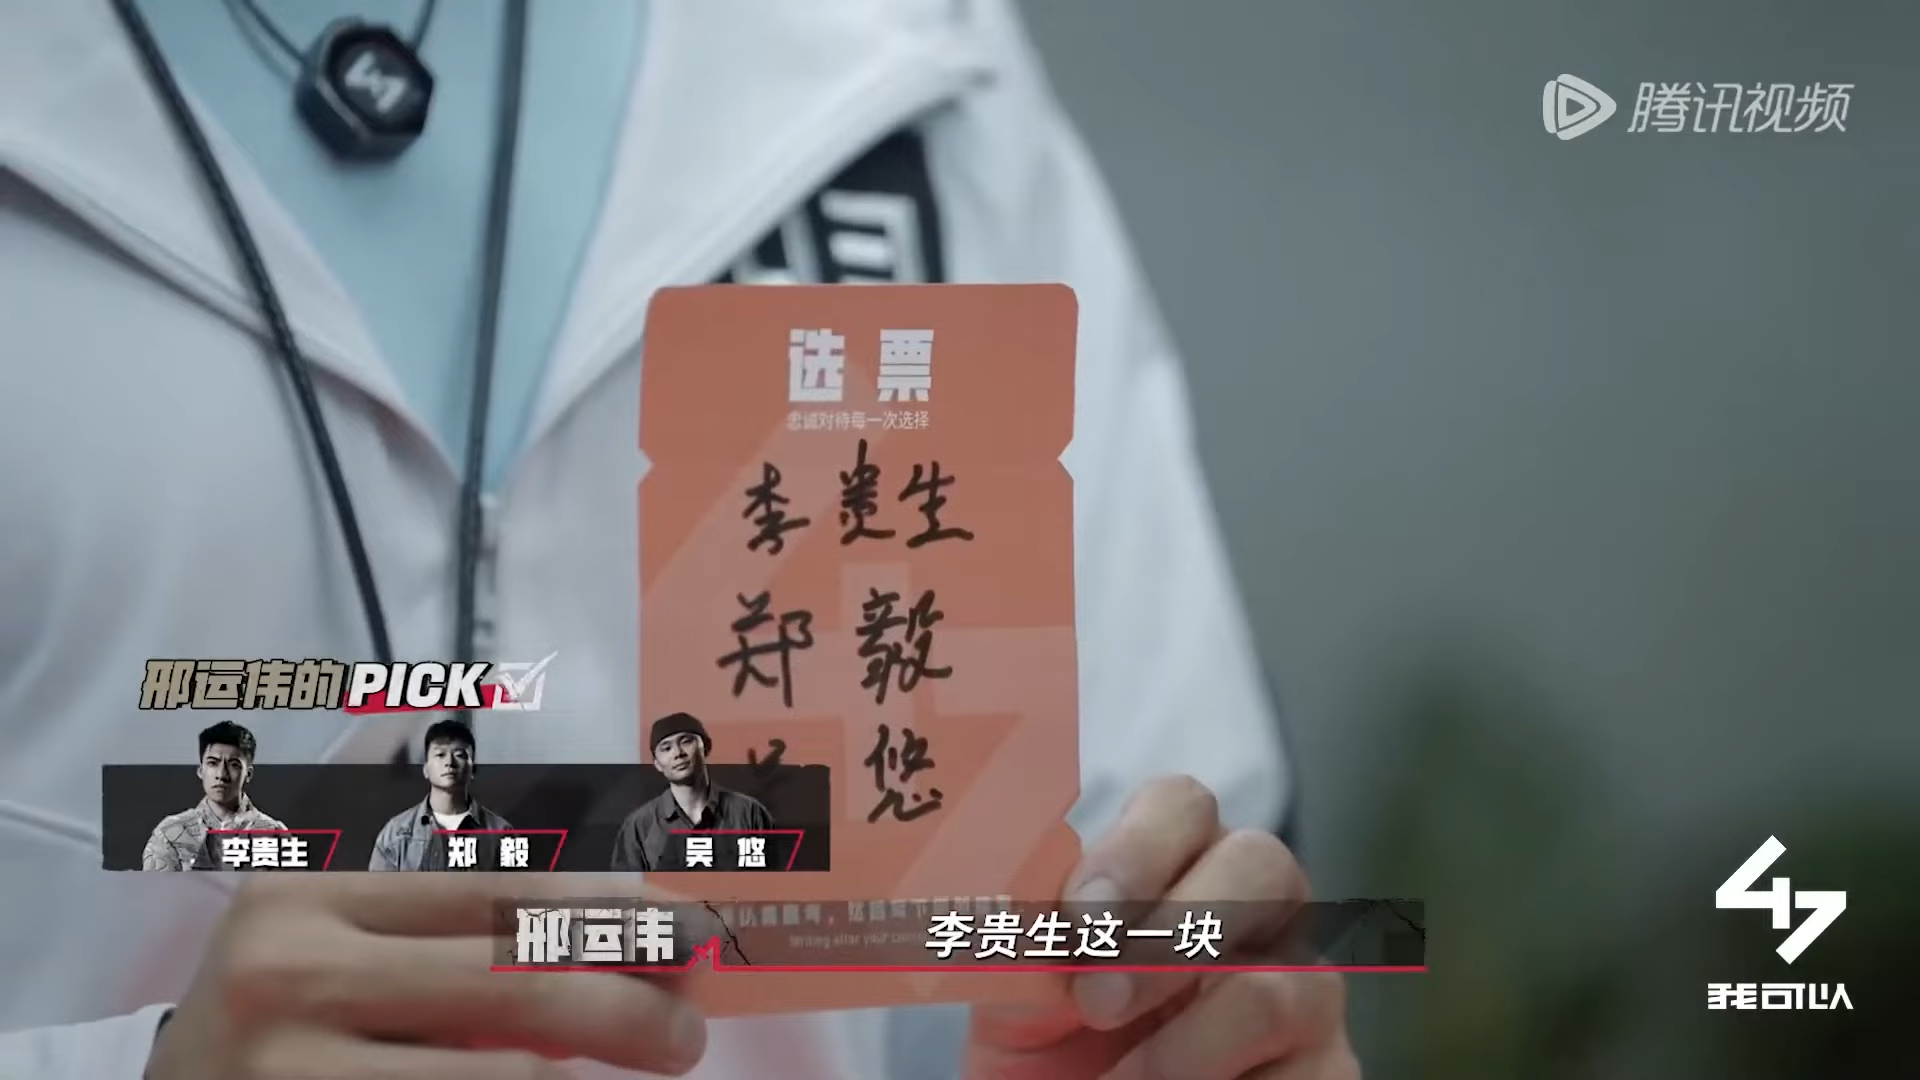 腾讯视频
选票
忠诚对待每一次选择
李贵生
郑毅
悠
邢运伟的PICK
李贵生
郑毅
吴悠
邢运伟
李贵生这一块
47
我可以